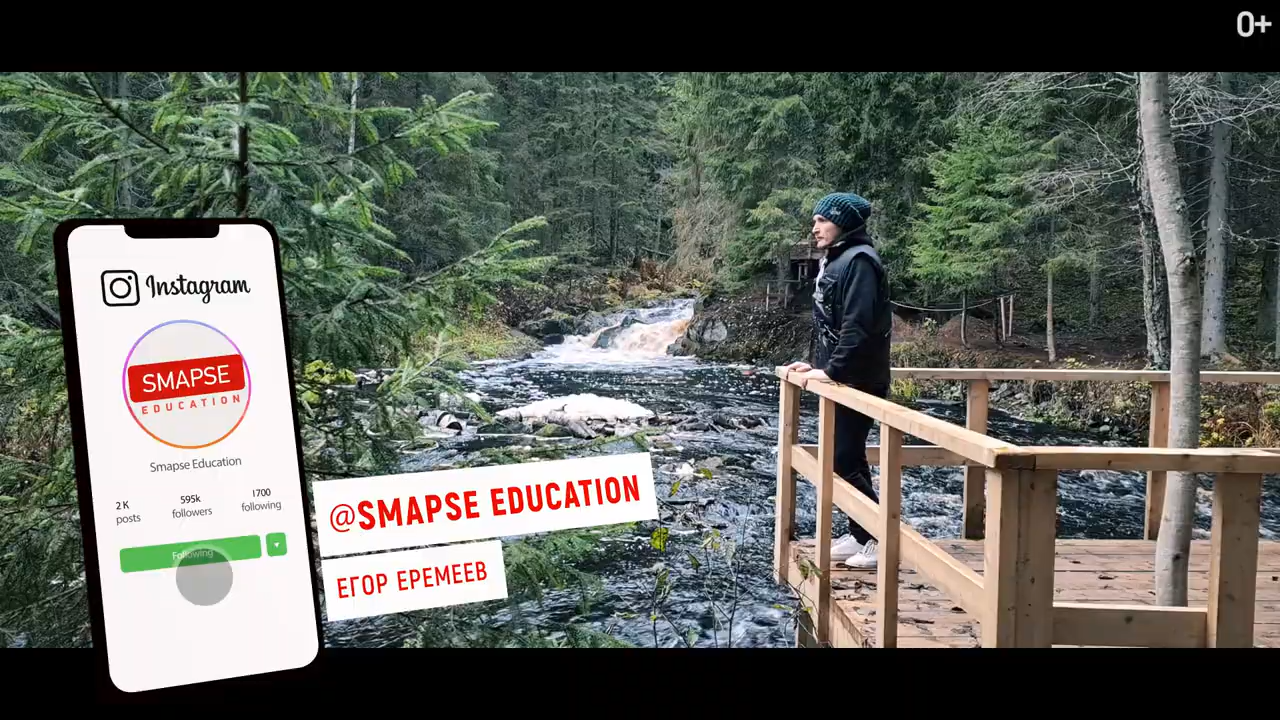 0+
Instagram
SMAPSE
EDUCATION
Smapse Education
2 K 595k 1700
posts followers following
Following
@SMAPSE EDUCATION
ЕГОР ЕРЕМЕЕВ